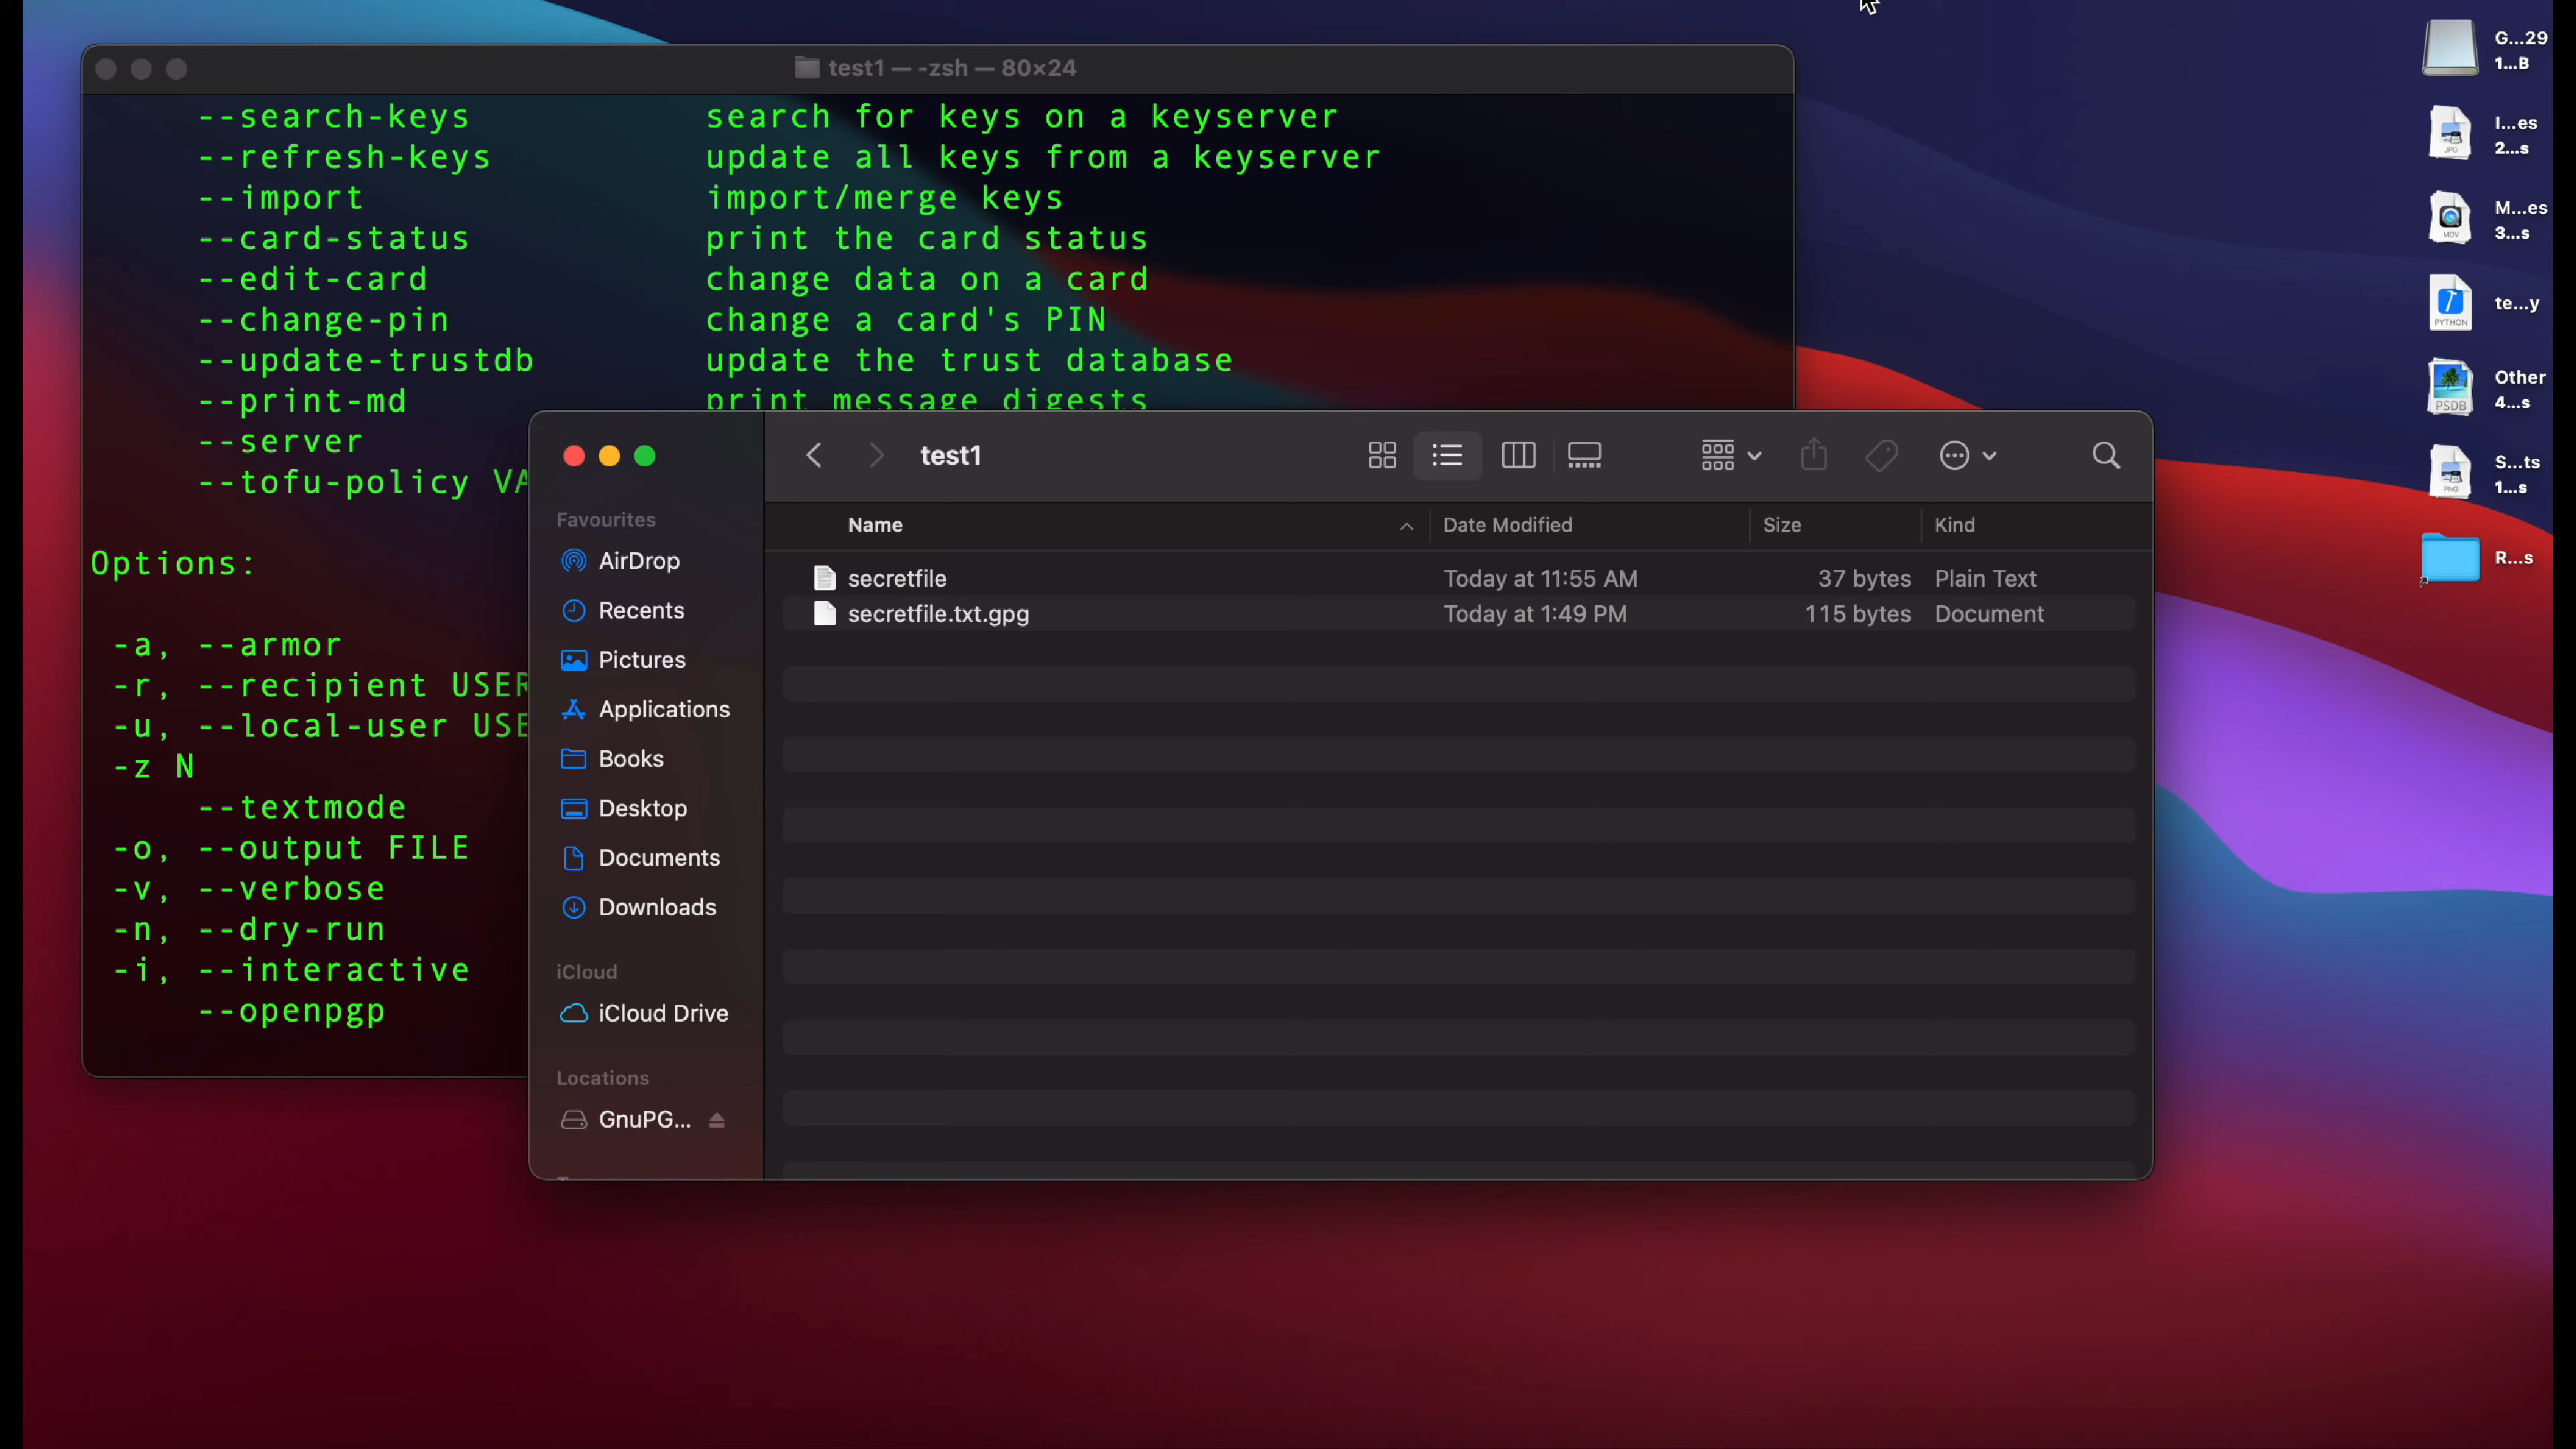 test1 — -zsh — 80×24
--search-keys search for keys on a keyserver
--refresh-keys update all keys from a keyserver
--import import/merge keys
--card-status print the card status
--edit-card change data on a card
--change-pin change a card's PIN
--update-trustdb update the trust database
--print-md print message digests
--server
--tofu-policy VA
Options:
-a, --armor
-r, --recipient USER
-u, --local-user USE
-z N
--textmode
-o, --output FILE
-v, --verbose
-n, --dry-run
-i, --interactive
--openpgp
test1
Favourites
AirDrop
Recents
Pictures
Applications
Books
Desktop
Documents
Downloads
iCloud
iCloud Drive
Locations
GnuPG...
Name Date Modified Size Kind
secretfile Today at 11:55 AM 37 bytes Plain Text
secretfile.txt.gpg Today at 1:49 PM 115 bytes Document
G...29
1...B
I...es
2...s
JPG
M...es
3...s
MOV
te...y
PYTHON
Other
4...s
PSDB
S...ts
1...s
PNG
R...s